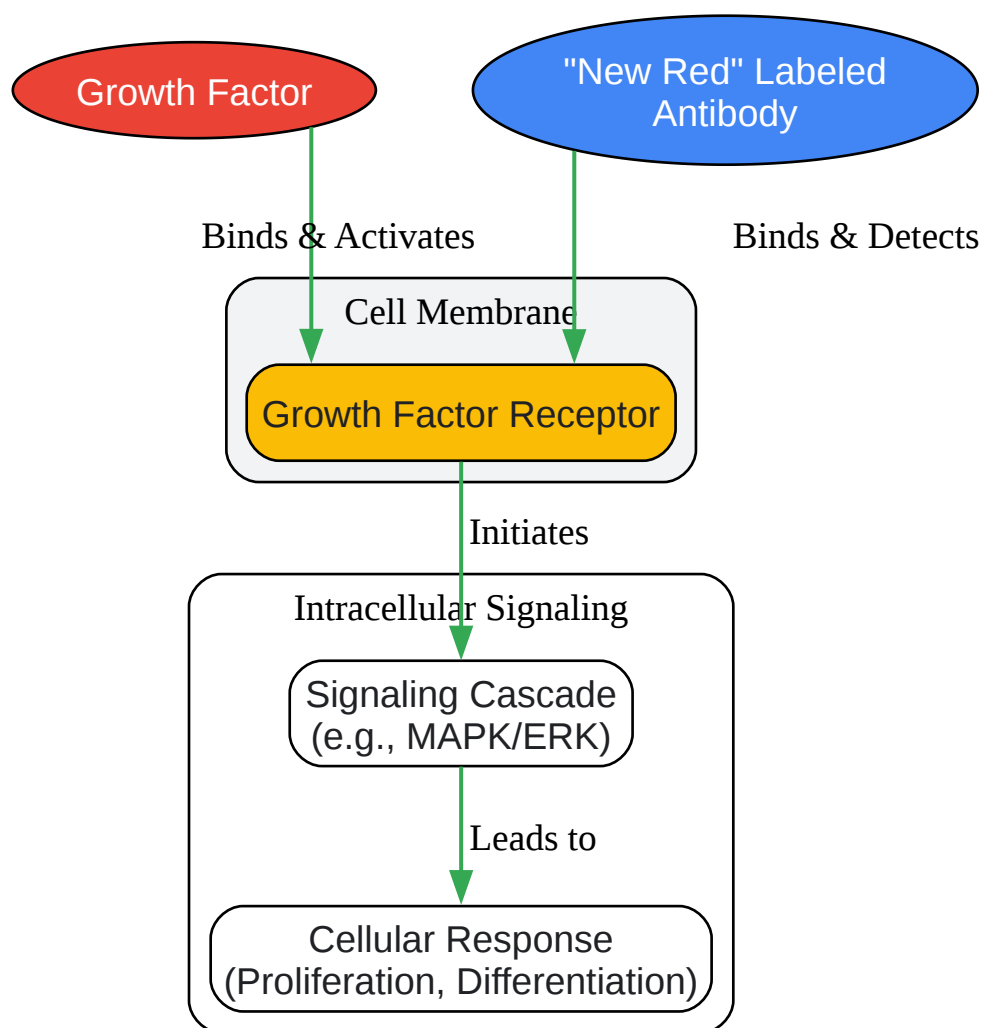 Growth Factor
"New Red" Labeled
Antibody
Binds & Activates
Binds & Detects
Cell Membrane
Growth Factor Receptor
Initiates
Intracellular Signaling
Signaling Cascade
(e.g., MAPK/ERK)
Leads to
Cellular Response
(Proliferation, Differentiation)